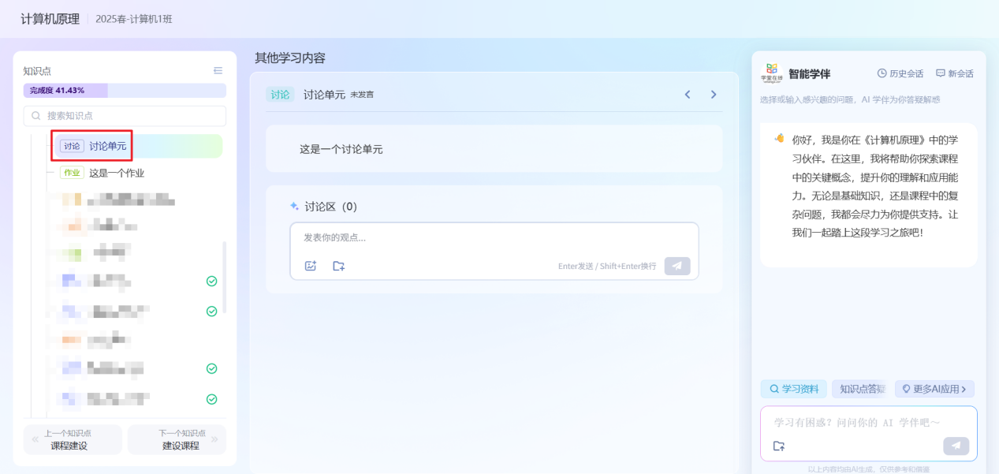 计算机原理
2025春-计算机1班
知识点
完成度 41.43%
搜索知识点
讨论 讨论单元
作业 这是一个作业
上一个知识点
课程建设
下一个知识点
建设课程
其他学习内容
讨论 讨论单元 未发言
这是一个讨论单元
讨论区（0）
发表你的观点...
Enter发送 / Shift+Enter换行
学堂在线
智能学伴
历史会话
新会话
选择或输入感兴趣的问题，AI 学伴为你答疑解惑
你好，我是你在《计算机原理》中的学
习伙伴。在这里，我将帮助你探索课程
中的关键概念，提升你的理解和应用能
力。无论是基础知识，还是课程中的复
杂问题，我都会尽力为你提供支持。让
我们一起踏上这段学习之旅吧！
学习资料
知识点答疑
更多AI应用
学习有困惑？问问你的 AI 学伴吧～
以上内容均由AI生成，仅供参考和借鉴